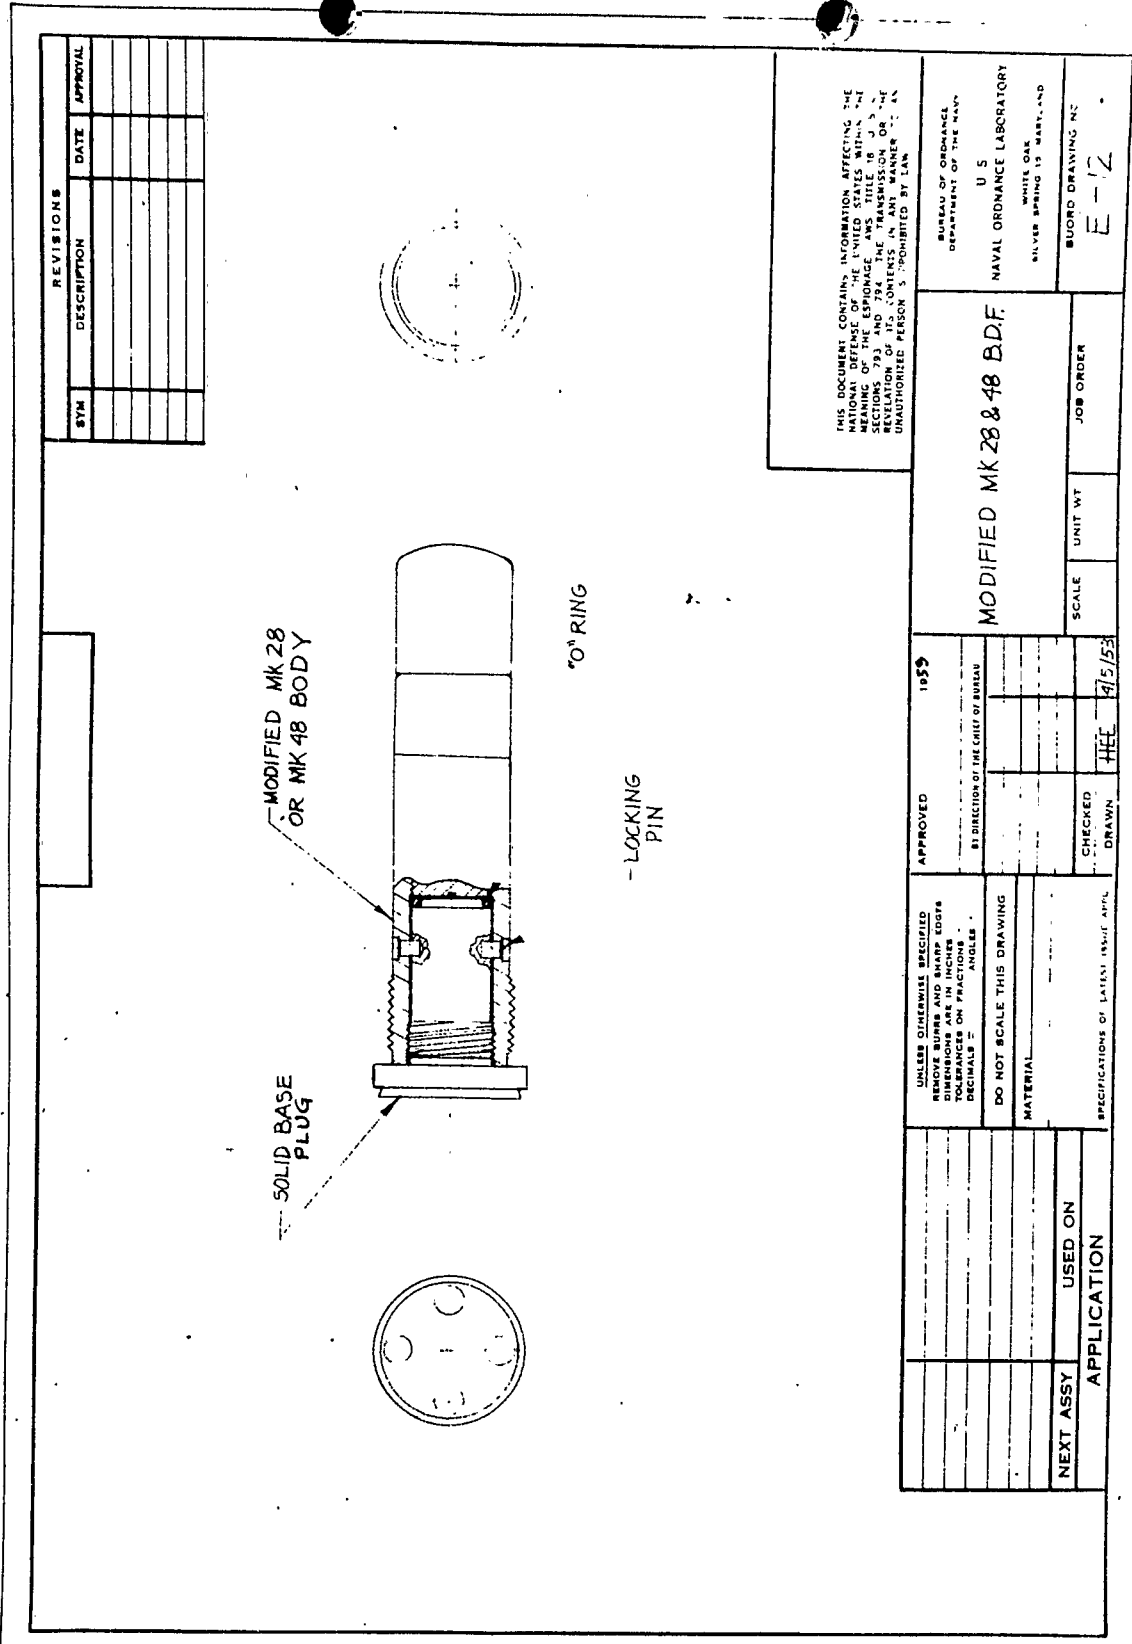 REVISIONS
SYM DESCRIPTION DATE APPROVAL
MODIFIED MK 28
OR MK 48 BODY
SOLID BASE
PLUG
"O" RING
LOCKING
PIN
THIS DOCUMENT CONTAINS INFORMATION AFFECTING THE
NATIONAL DEFENSE OF THE UNITED STATES WITHIN THE
MEANING OF THE ESPIONAGE LAWS TITLE 18 U S
SECTIONS 793 AND 794 THE TRANSMISSION OR THE
REVELATION OF ITS CONTENTS IN ANY MANNER TO AN
UNAUTHORIZED PERSON IS PROHIBITED BY LAW
NEXT ASSY USED ON
APPLICATION
UNLESS OTHERWISE SPECIFIED
REMOVE BURRS AND SHARP EDGES
DIMENSIONS ARE IN INCHES
TOLERANCES ON FRACTIONS -
DECIMALS = ANGLES -
DO NOT SCALE THIS DRAWING
MATERIAL
SPECIFICATIONS OF LATEST ISSUE APPL
APPROVED 1953
BY DIRECTION OF THE CHIEF OF BUREAU
CHECKED
DRAWN HEE 4/5/53
MODIFIED MK 28 & 48 B.D.F.
SCALE UNIT WT JOB ORDER
BUREAU OF ORDNANCE
DEPARTMENT OF THE NAVY
U S
NAVAL ORDNANCE LABORATORY
WHITE OAK
SILVER SPRING 19 MARYLAND
BUORD DRAWING NO
E-12